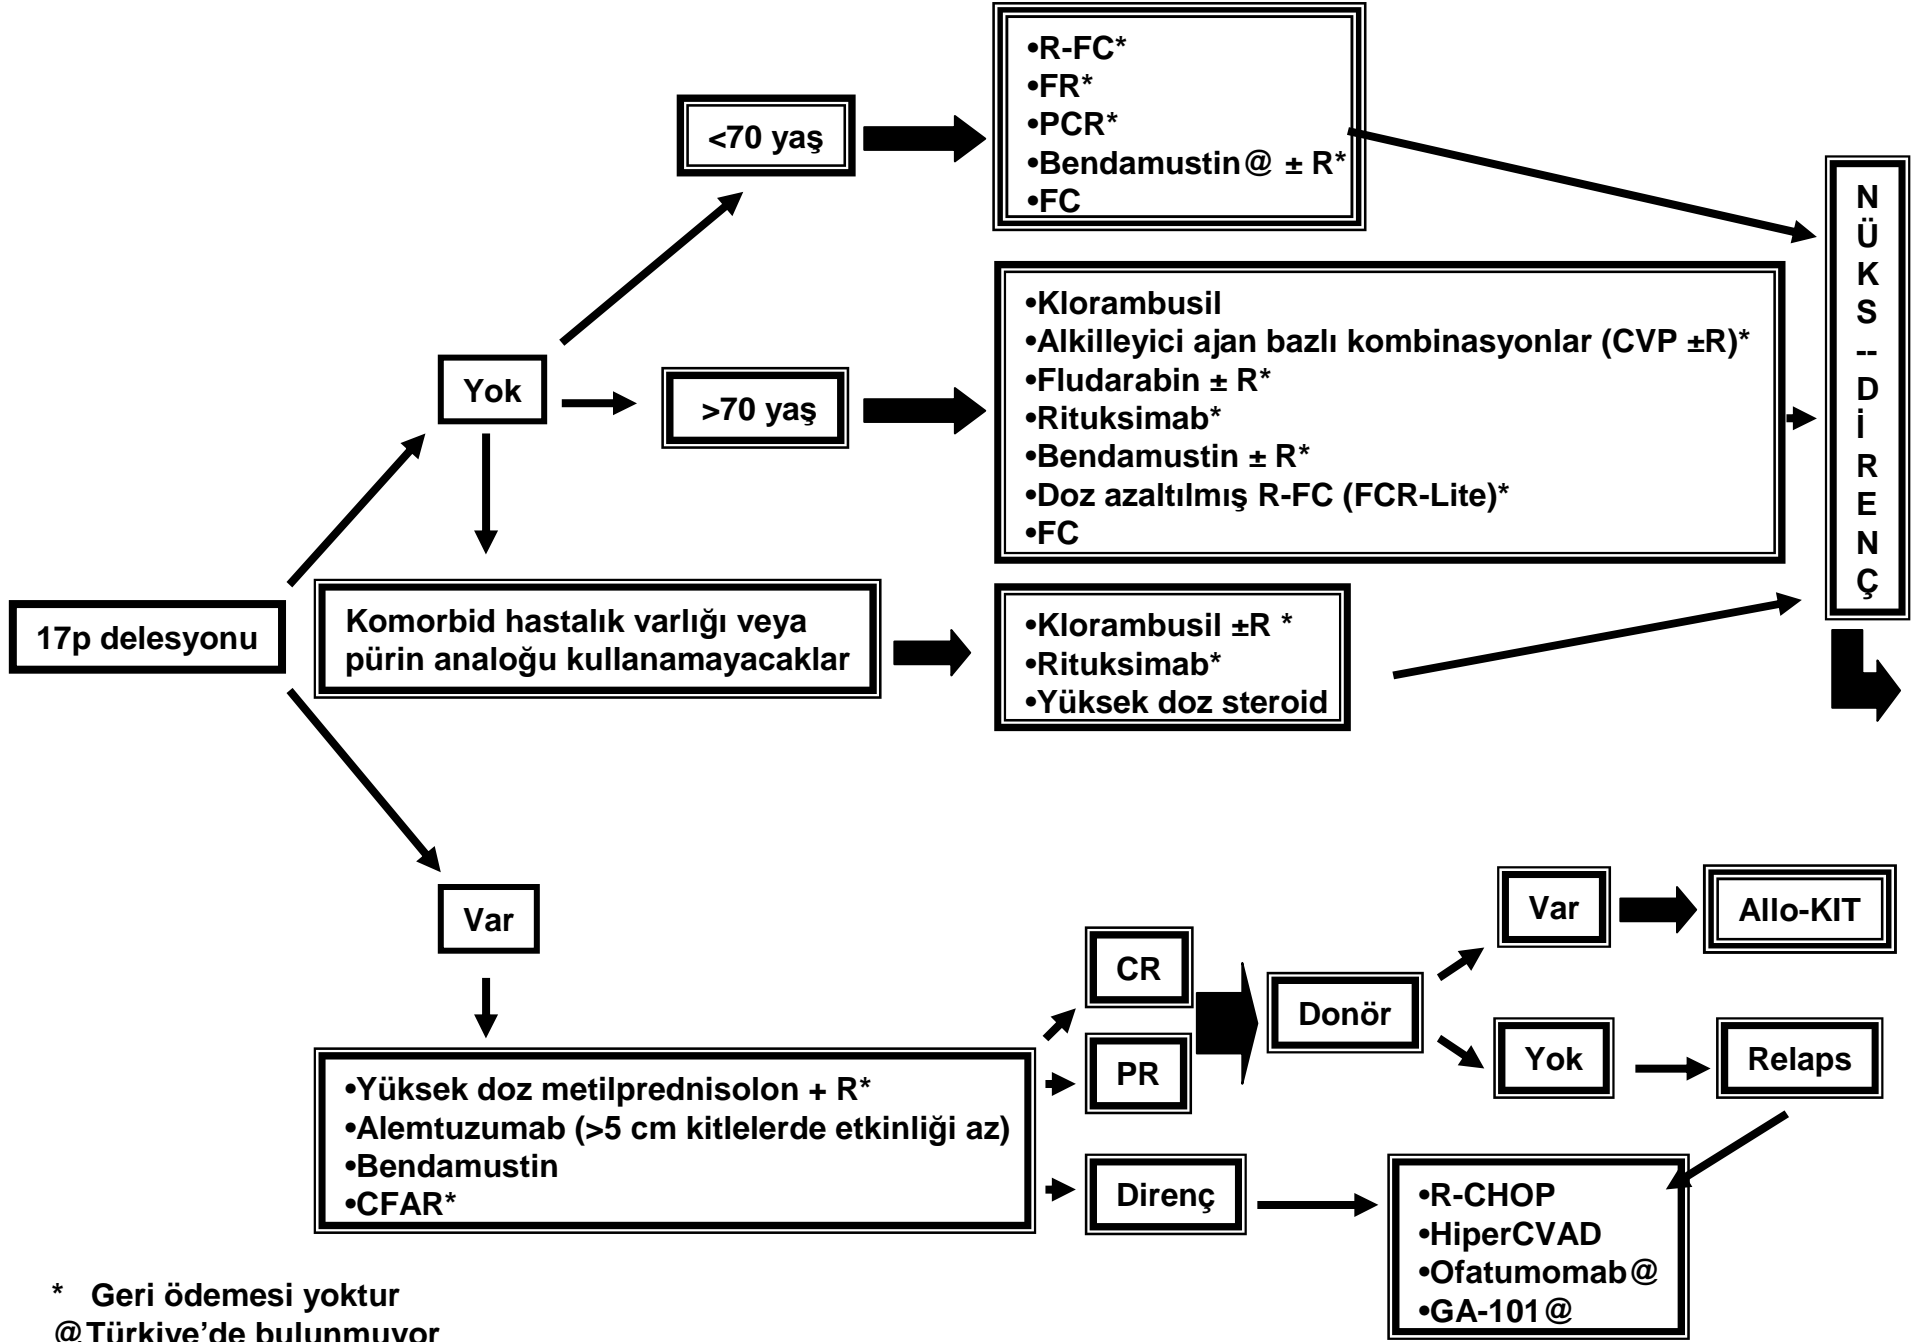 •R-FC*
•FR*
•PCR*
•Bendamustin@ ± R*
•FC
<70 yaş
N
Ü
K
S
--
D
İ
R
E
N
Ç
•Klorambusil
•Alkilleyici ajan bazlı kombinasyonlar (CVP ±R)*
•Fludarabin ± R*
•Rituksimab*
•Bendamustin ± R*
•Doz azaltılmış R-FC (FCR-Lite)*
•FC
Yok
>70 yaş
17p delesyonu
Komorbid hastalık varlığı veya
pürin analoğu kullanamayacaklar
•Klorambusil ±R *
•Rituksimab*
•Yüksek doz steroid
Var
•Yüksek doz metilprednisolon + R*
•Alemtuzumab (>5 cm kitlelerde etkinliği az)
•Bendamustin
•CFAR*
CR
PR
Direnç
Donör
Var
Allo-KIT
Yok
Relaps
•R-CHOP
•HiperCVAD
•Ofatumomab@
•GA-101@
* Geri ödemesi yoktur
@Türkiye’de bulunmuyor